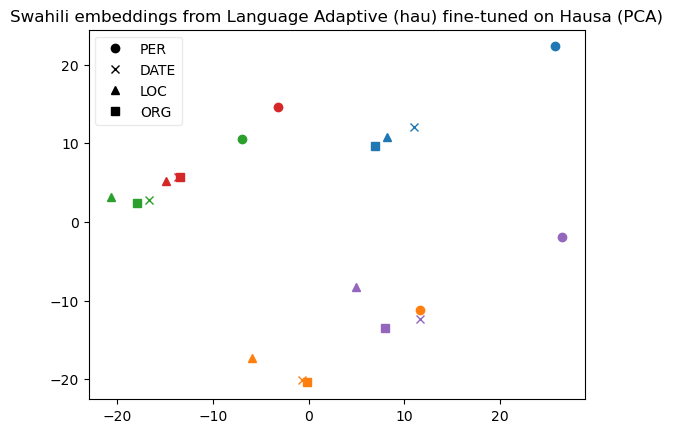 Swahili embeddings from Language Adaptive (hau) fine-tuned on Hausa (PCA)
PER
DATE
LOC
ORG
20
10
0
−10
−20
−20
−10
0
10
20